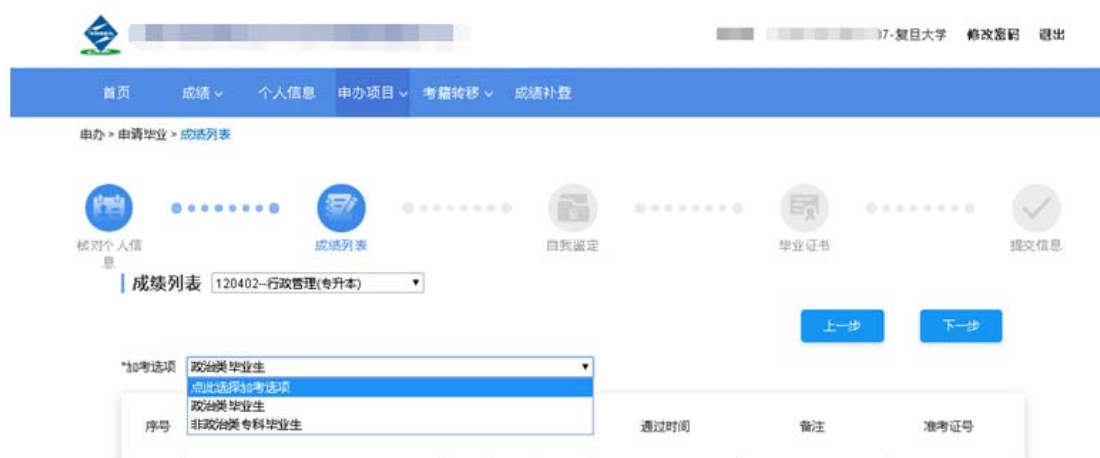 37-复旦大学 修改密码 退出
首页 成绩 个人信息 申办项目 考籍转移 成绩补登
申办 > 申请毕业 > 成绩列表
核对个人信
息
成绩列表
自我鉴定
毕业证书
提交信息
成绩列表 120402--行政管理(专升本)
上一步 下一步
*加考选项 政治类毕业生
点此选择加考选项
政治类毕业生
非政治类专科毕业生
序号 通过时间 备注 准考证号